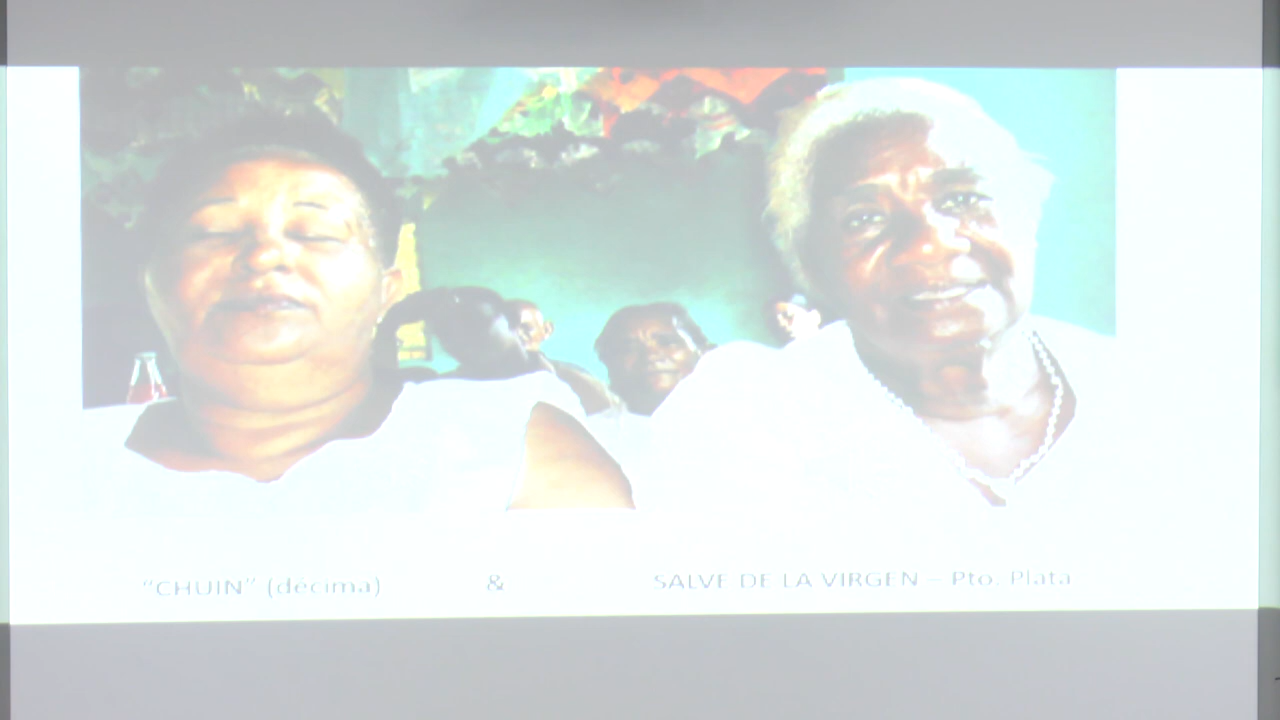 “CHUIN” (décima) & SALVE DE LA VIRGEN – Pto. Plata